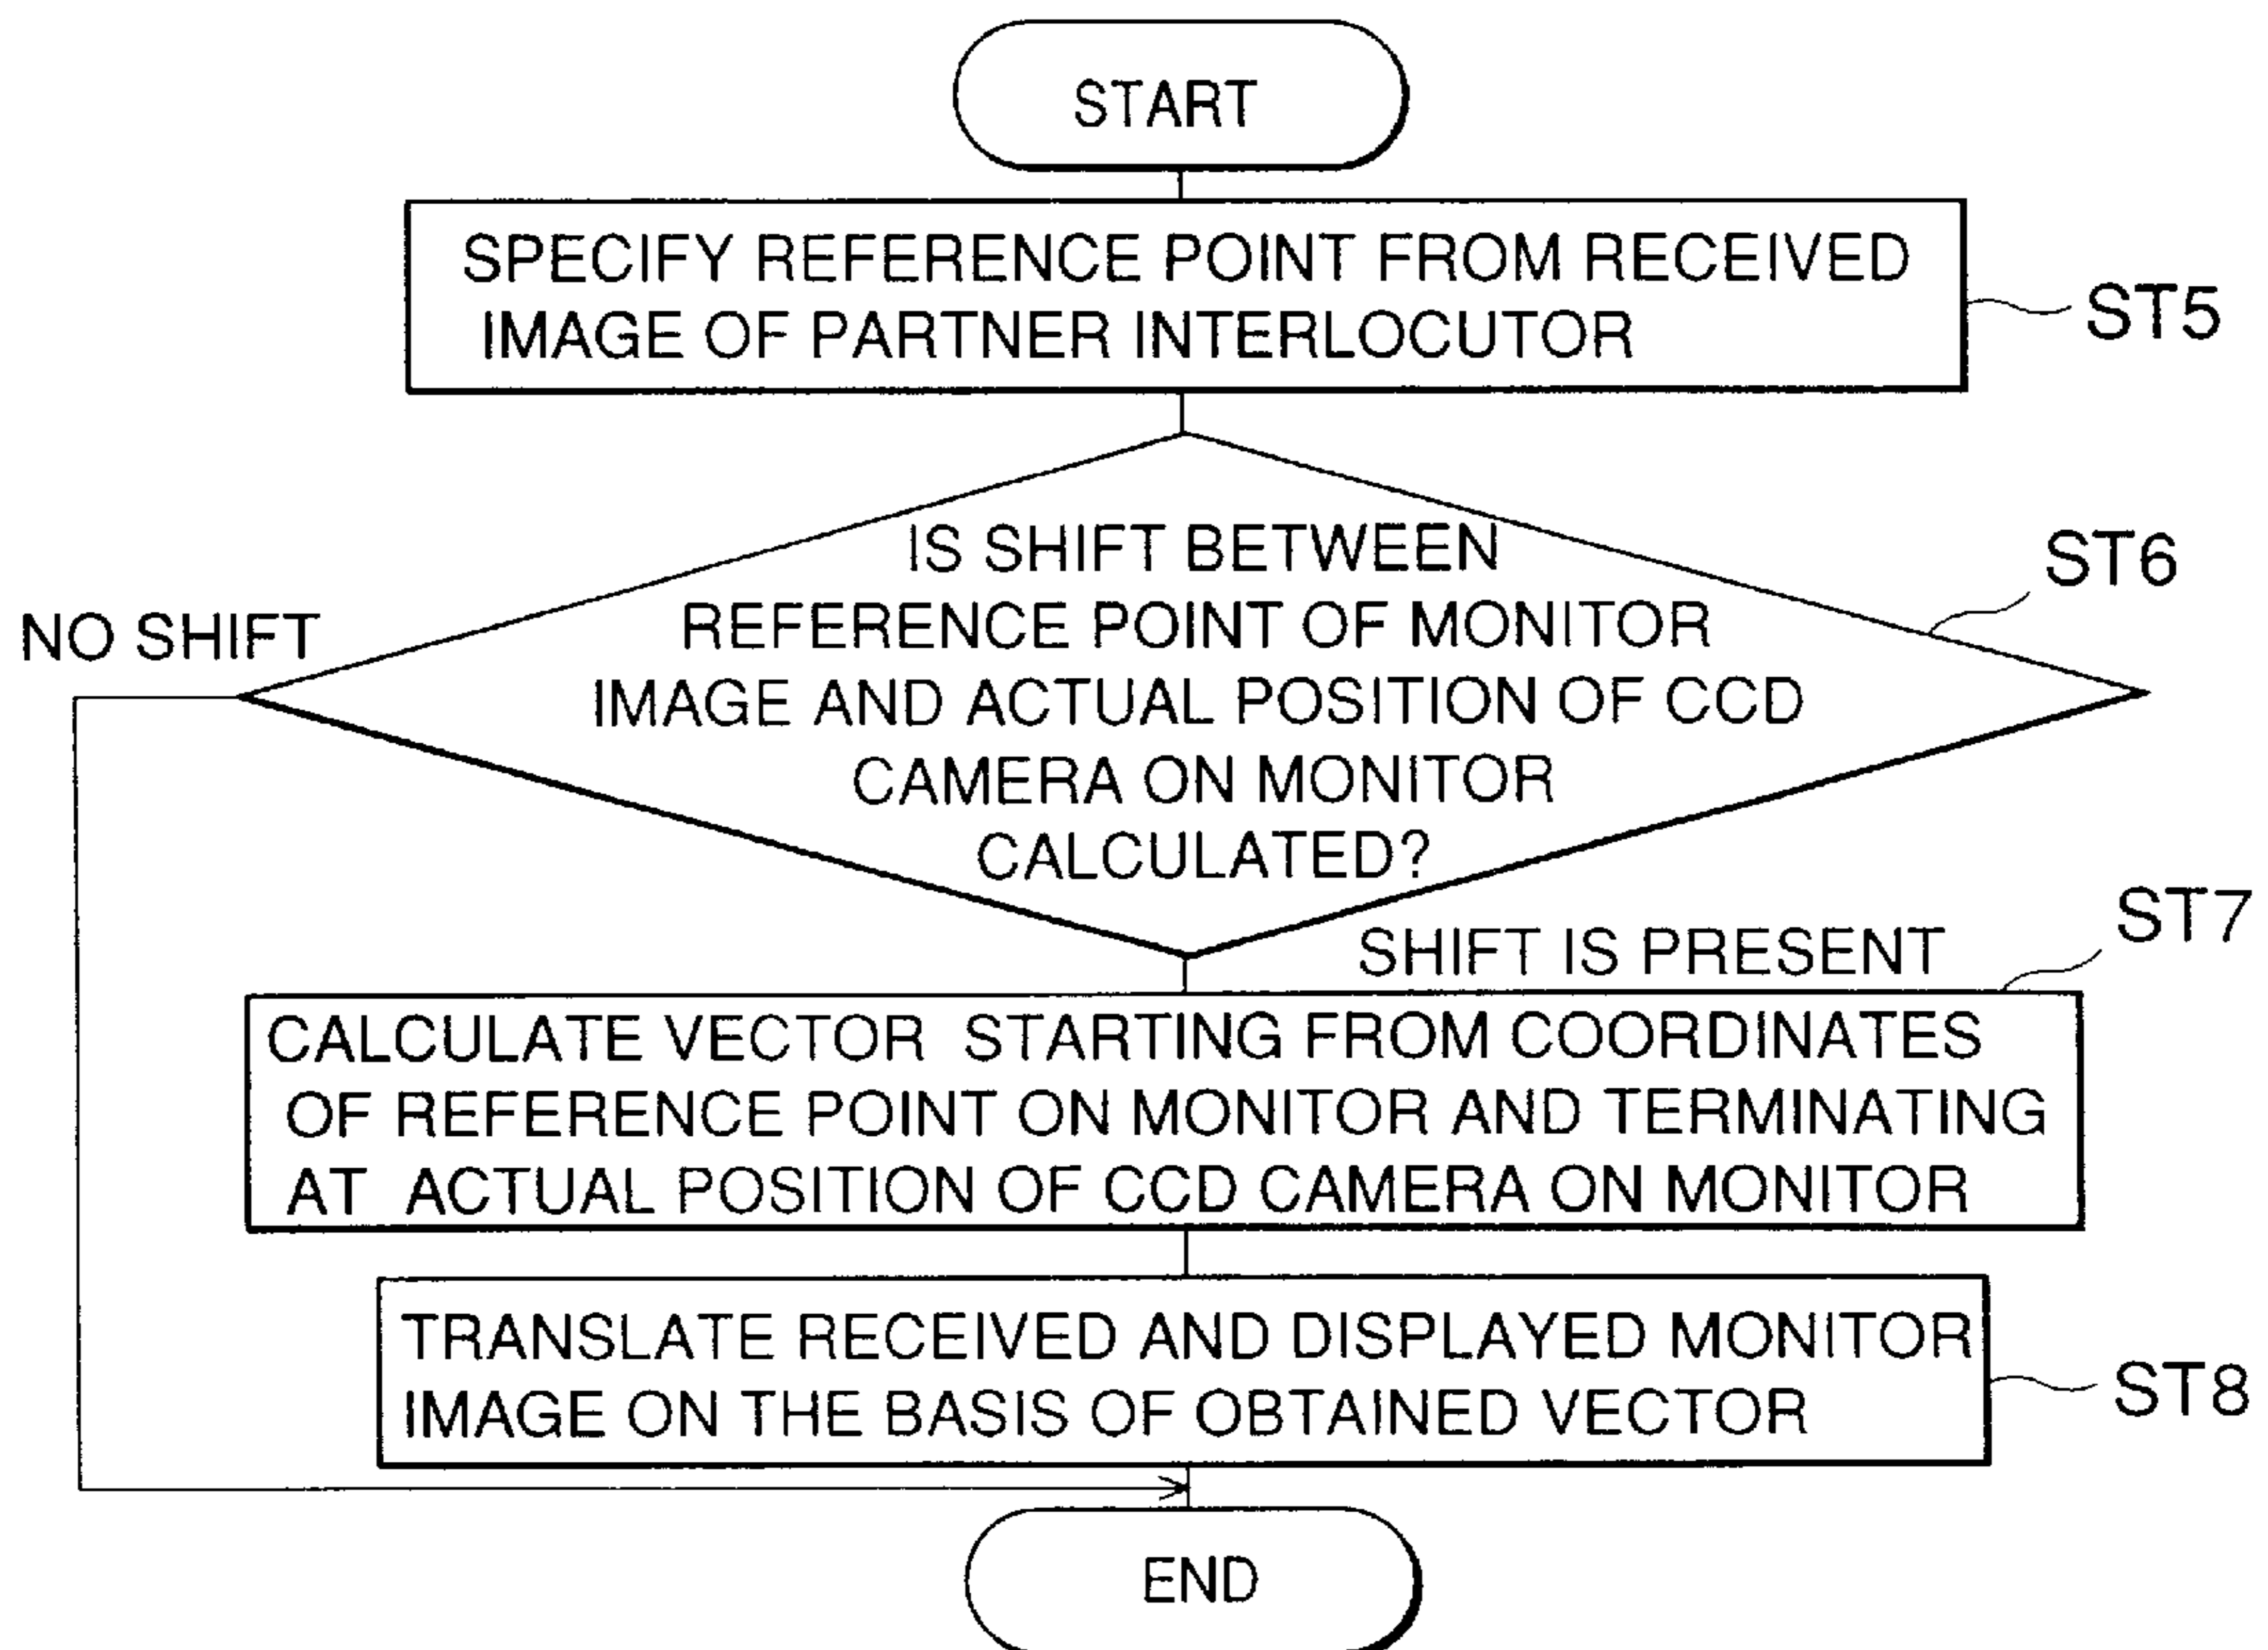 START
SPECIFY REFERENCE POINT FROM RECEIVED
IMAGE OF PARTNER INTERLOCUTOR
ST5
IS SHIFT BETWEEN
REFERENCE POINT OF MONITOR
IMAGE AND ACTUAL POSITION OF CCD
CAMERA ON MONITOR
CALCULATED?
ST6
NO SHIFT
SHIFT IS PRESENT
ST7
CALCULATE VECTOR STARTING FROM COORDINATES
OF REFERENCE POINT ON MONITOR AND TERMINATING
AT ACTUAL POSITION OF CCD CAMERA ON MONITOR
TRANSLATE RECEIVED AND DISPLAYED MONITOR
IMAGE ON THE BASIS OF OBTAINED VECTOR
ST8
END